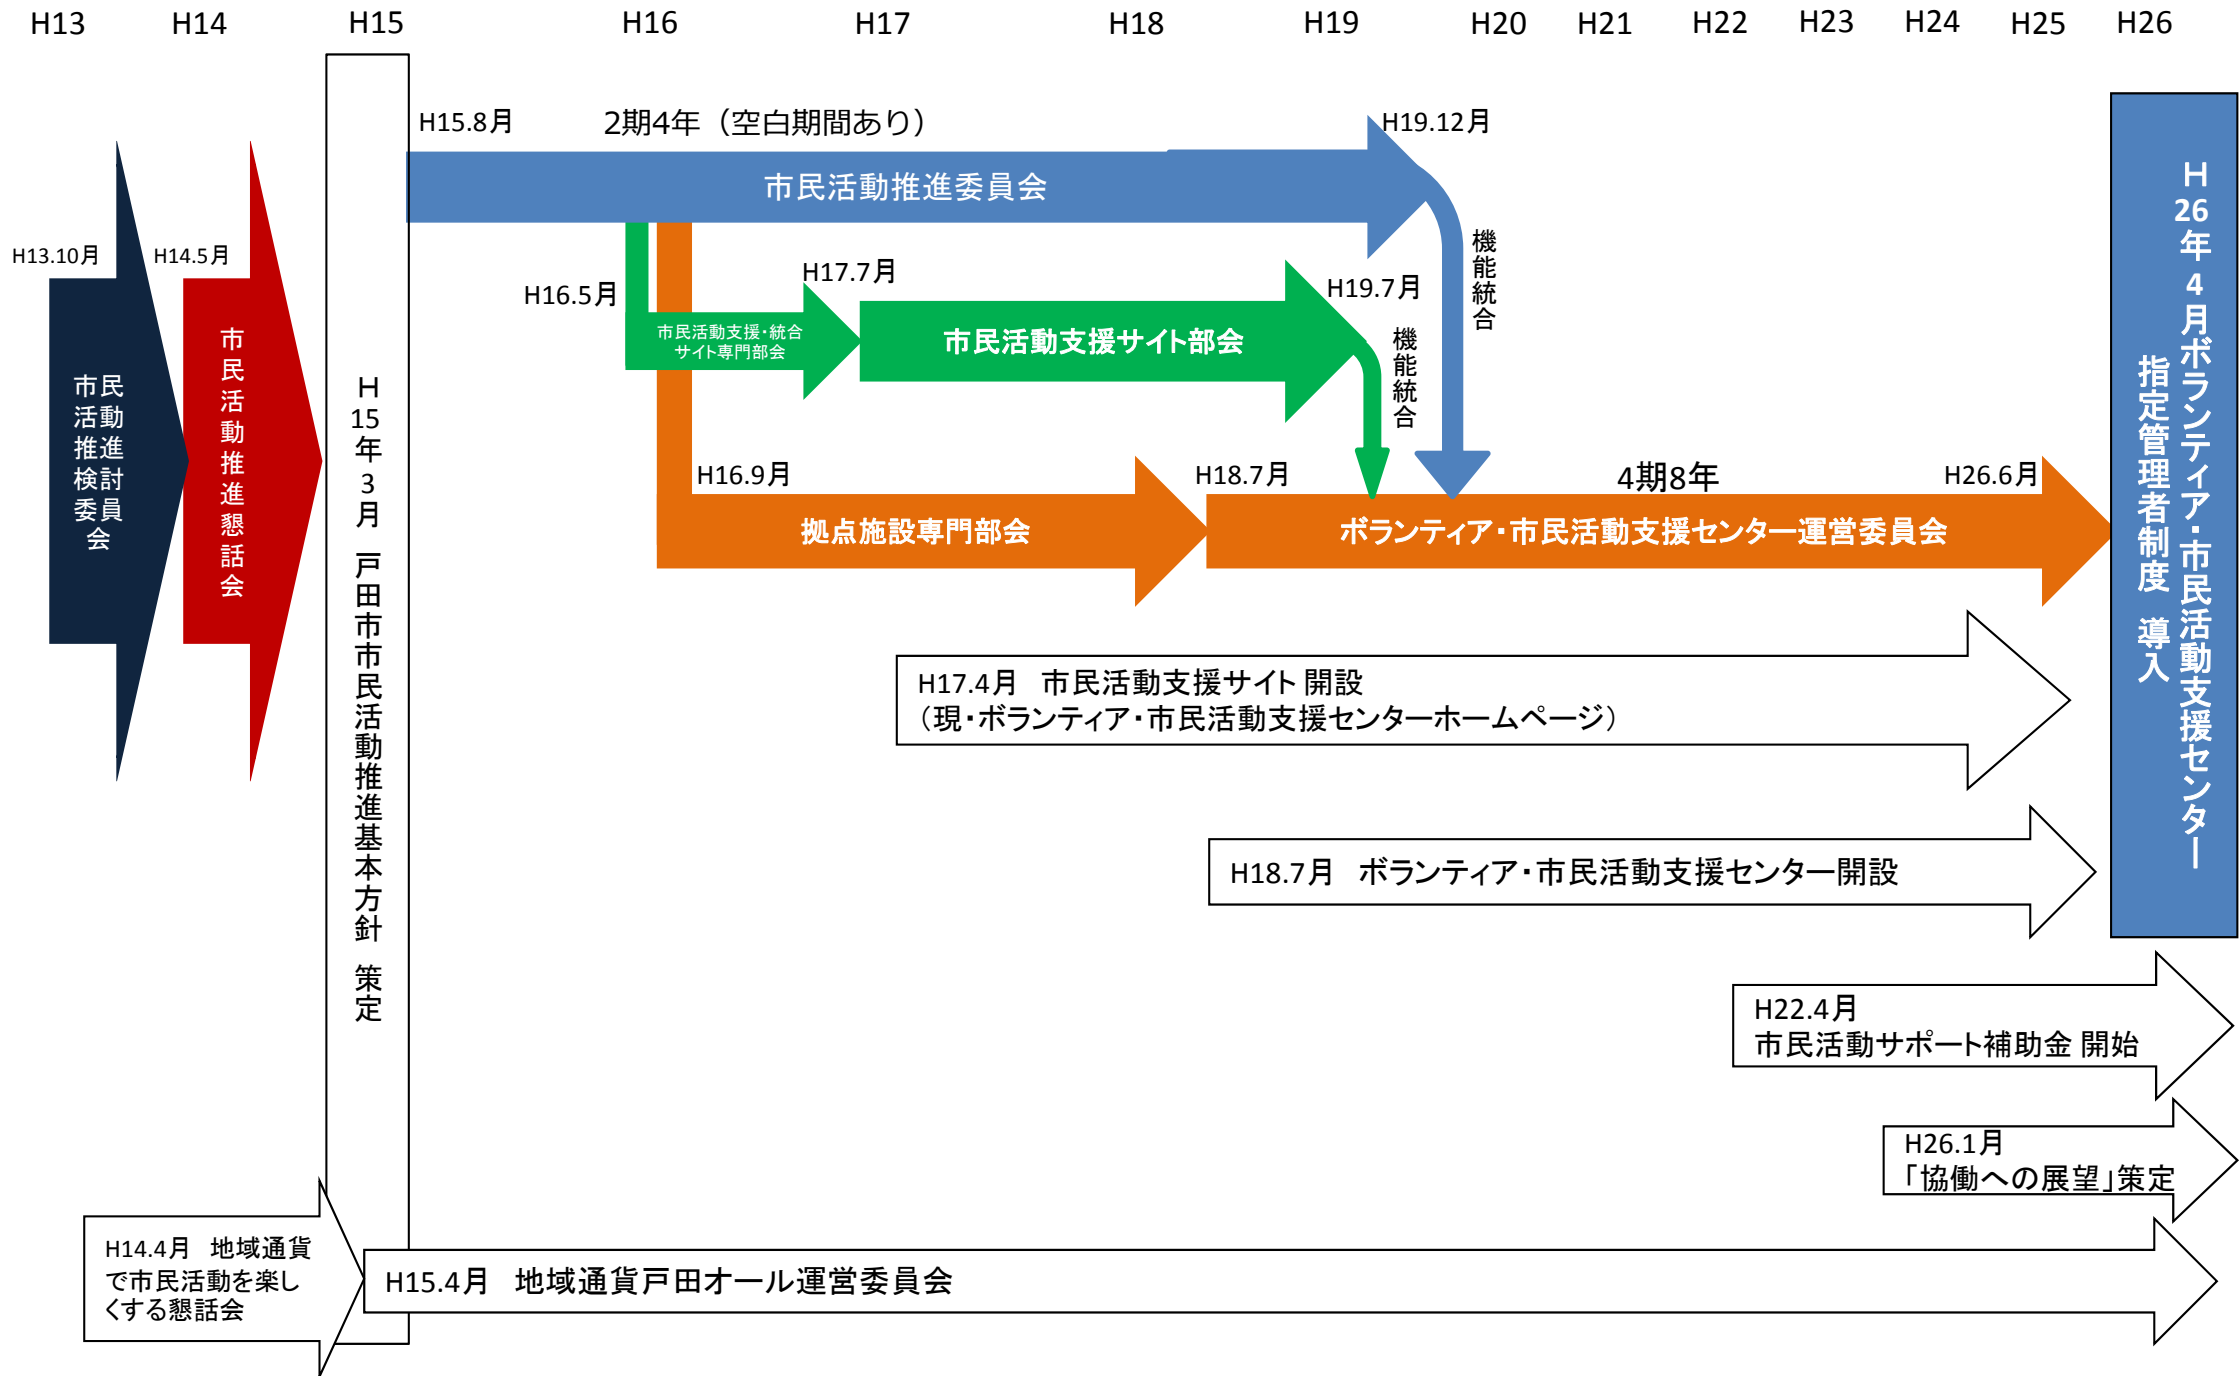 H13 H14 H15 H16 H17 H18 H19 H20 H21 H22 H23 H24 H25 H26
H15.8月
2期4年（空白期間あり）
H19.12月
市民活動推進委員会
H13.10月
市民
活動
推進
検討
委員
会
H14.5月
市民活動推進懇話会
H15年3月 戸田市市民活動推進基本方針 策定
H16.5月
市民活動支援・統合
サイト専門部会
H17.7月
市民活動支援サイト部会
H19.7月
機能統合
機能統合
H16.9月
拠点施設専門部会
H18.7月
4期8年
H26.6月
ボランティア・市民活動支援センター運営委員会
H26年4月ボランティア・市民活動支援センター
指定管理者制度 導入
H17.4月 市民活動支援サイト 開設
（現・ボランティア・市民活動支援センターホームページ）
H18.7月 ボランティア・市民活動支援センター開設
H22.4月
市民活動サポート補助金 開始
H26.1月
「協働への展望」策定
H14.4月 地域通貨
で市民活動を楽し
くする懇話会
H15.4月 地域通貨戸田オール運営委員会